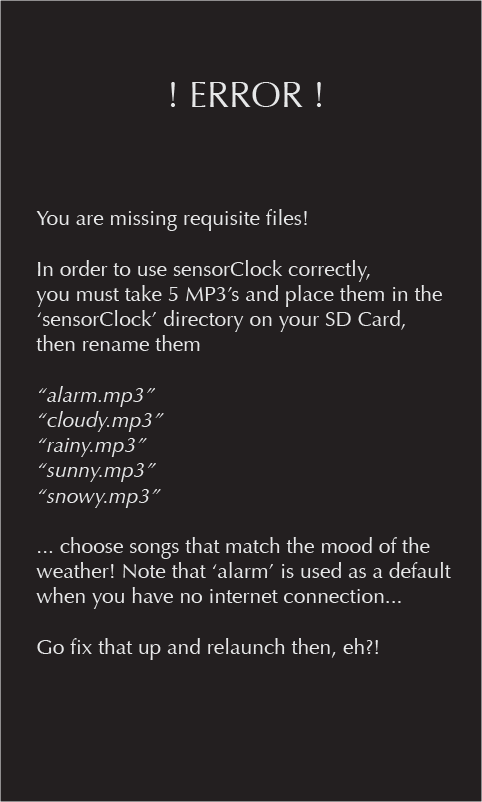 ! ERROR !
You are missing requisite files!
In order to use sensorClock correctly,
you must take 5 MP3’s and place them in the
‘sensorClock’ directory on your SD Card,
then rename them
“alarm.mp3”
“cloudy.mp3”
“rainy.mp3”
“sunny.mp3”
“snowy.mp3”
... choose songs that match the mood of the
weather! Note that ‘alarm’ is used as a default
when you have no internet connection...
Go fix that up and relaunch then, eh?!